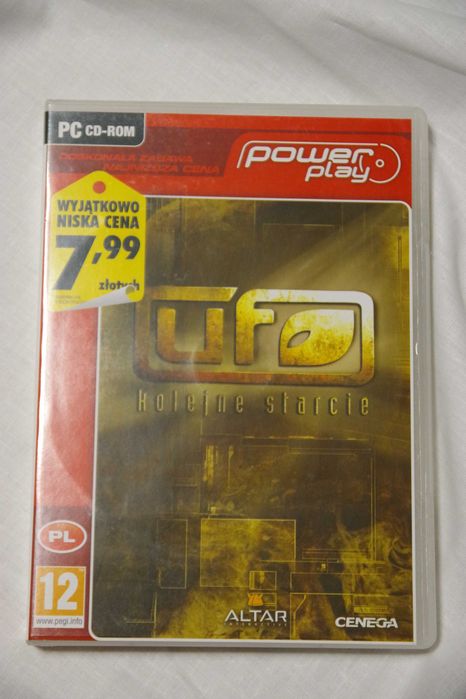 PC CD-ROM
DOSKONAŁA ZABAWA
NAJNIŻSZA CENA
power play
WYJĄTKOWO
NISKA CENA
7,99
złotych
ufo
kolejne starcie
PL
12
www.pegi.info
ALTAR
INTERACTIVE
CENEGA